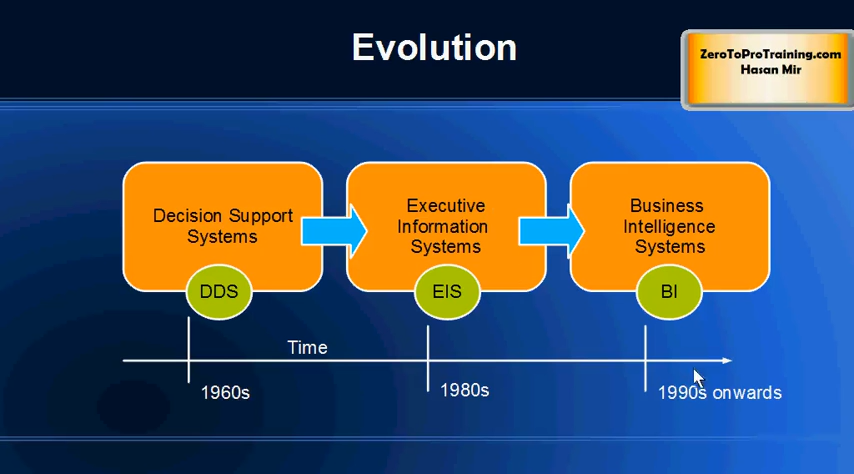 Evolution
ZeroToProTraining.com
Hasan Mir
Decision Support
Systems
DDS
Executive
Information
Systems
EIS
Business
Intelligence
Systems
BI
Time
1960s
1980s
1990s onwards